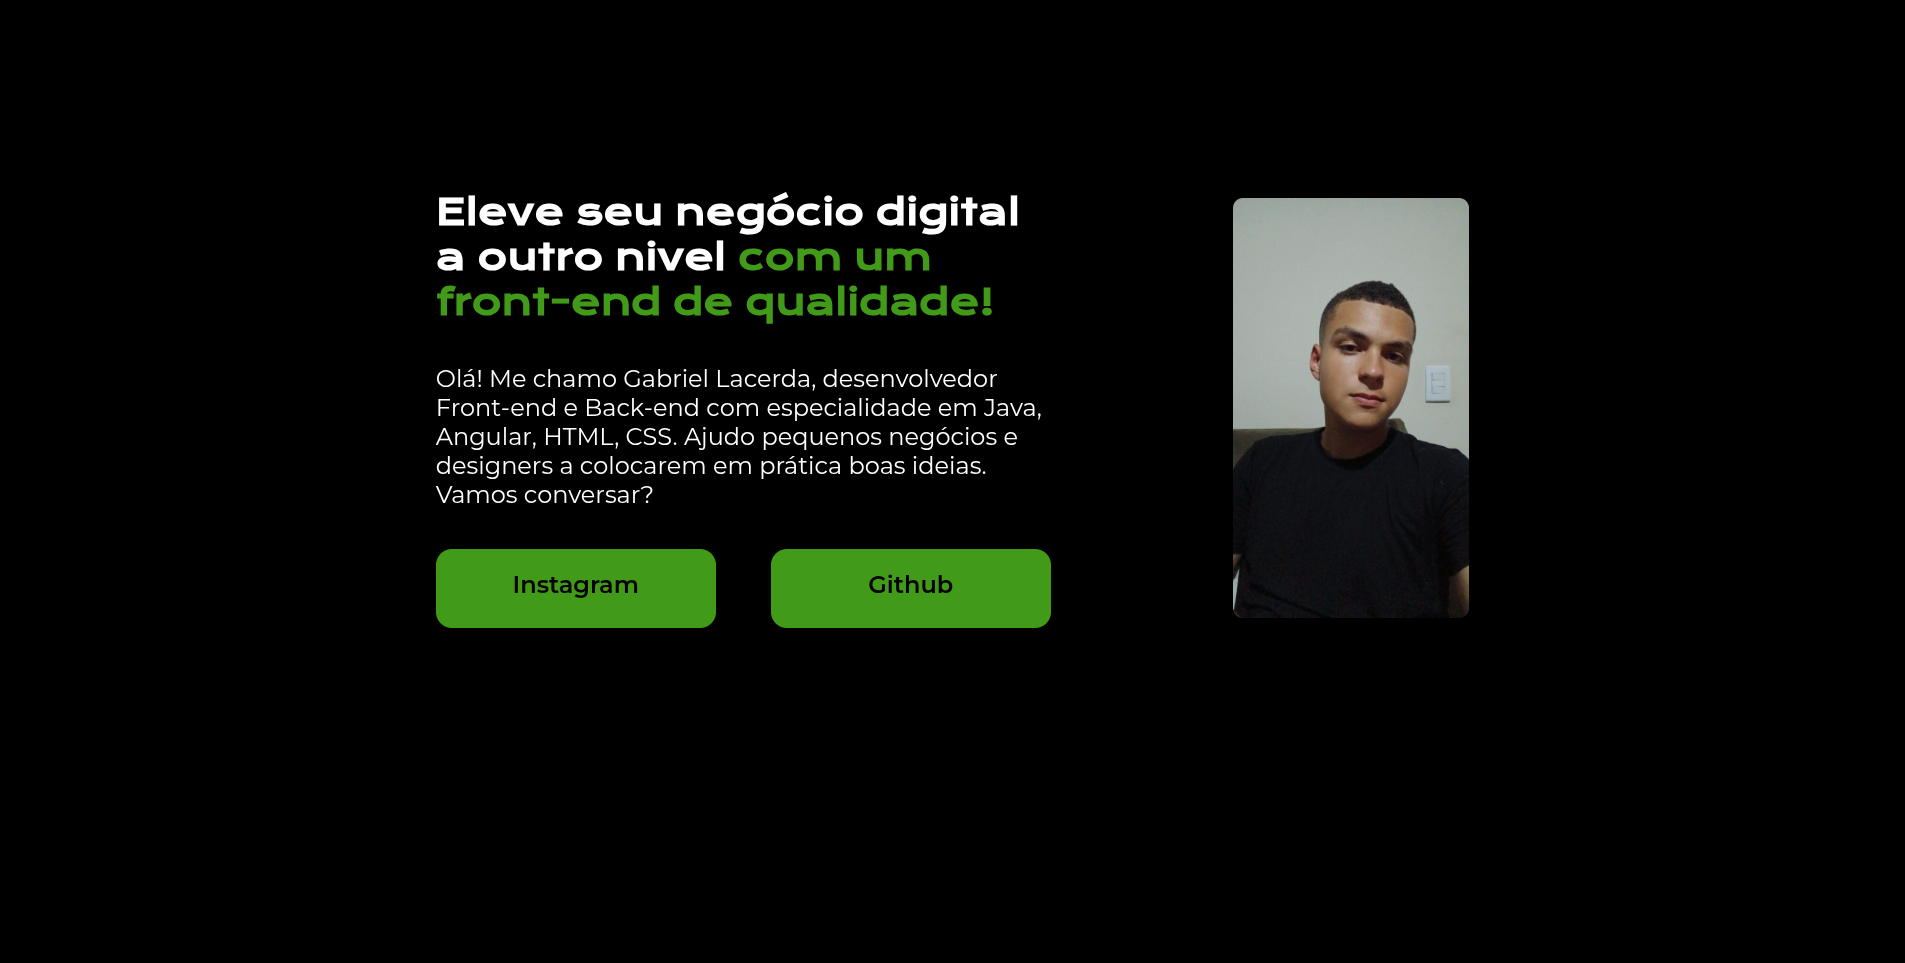 Eleve seu negócio digital
a outro nivel com um
front-end de qualidade!
Olá! Me chamo Gabriel Lacerda, desenvolvedor
Front-end e Back-end com especialidade em Java,
Angular, HTML, CSS. Ajudo pequenos negócios e
designers a colocarem em prática boas ideias.
Vamos conversar?
Instagram
Github